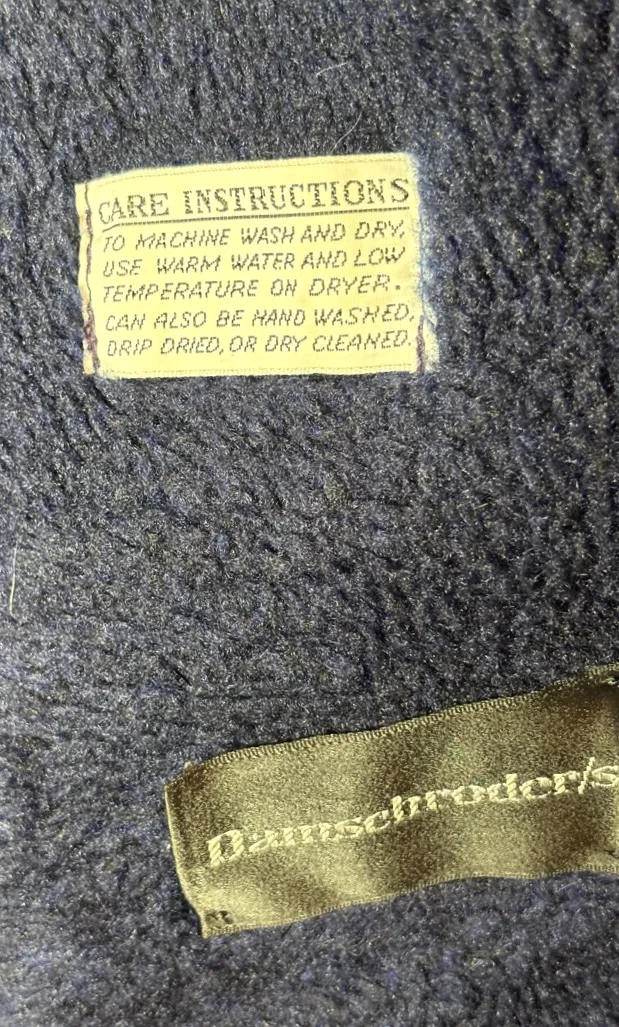 CARE INSTRUCTIONS
TO MACHINE WASH AND DRY,
USE WARM WATER AND LOW
TEMPERATURE ON DRYER.
CAN ALSO BE HAND WASHED,
DRIP DRIED, OR DRY CLEANED.
Damschroder/s